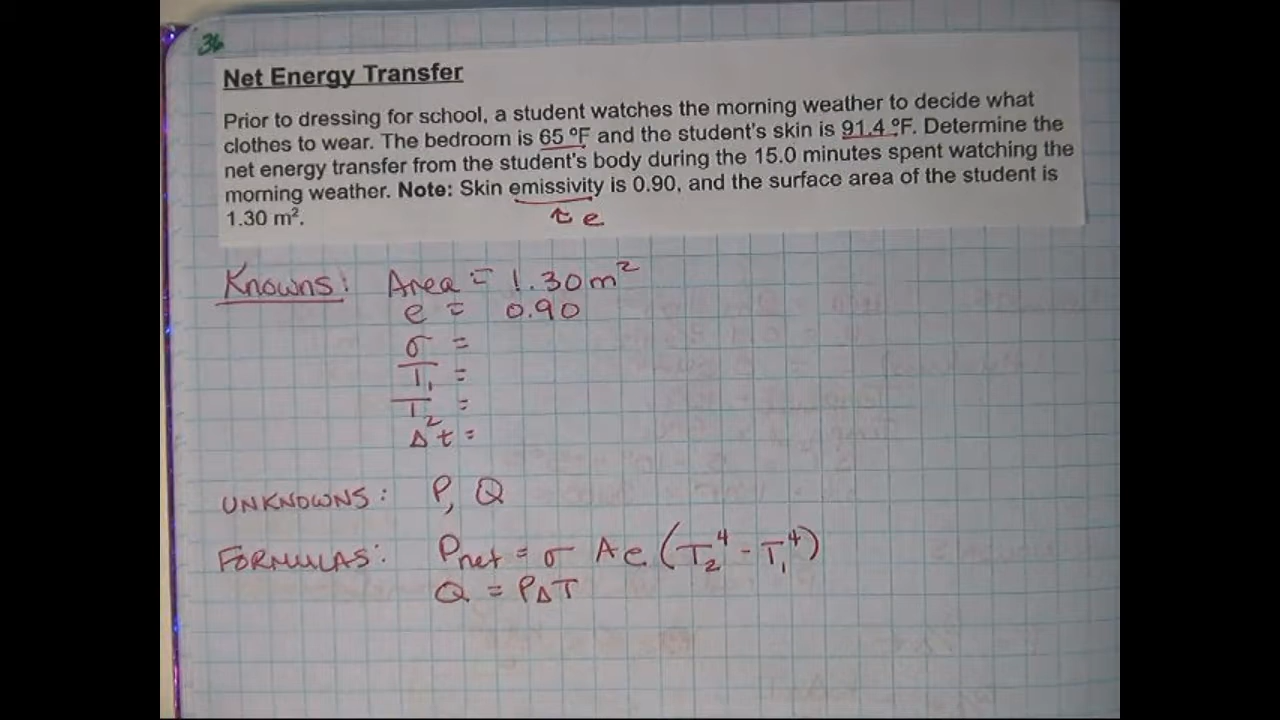 36
Net Energy Transfer
Prior to dressing for school, a student watches the morning weather to decide what
clothes to wear. The bedroom is 65 ºF and the student's skin is 91.4 ºF. Determine the
net energy transfer from the student's body during the 15.0 minutes spent watching the
morning weather. Note: Skin emissivity is 0.90, and the surface area of the student is
1.30 m².
e
Knowns: Area = 1.30 m²
e = 0.90
σ =
T₁ =
T₂ =
Δt =
UNKNOWNS: P, Q
FORMULAS: Pnet = σ A e (T₂⁴ - T₁⁴)
Q = PΔT